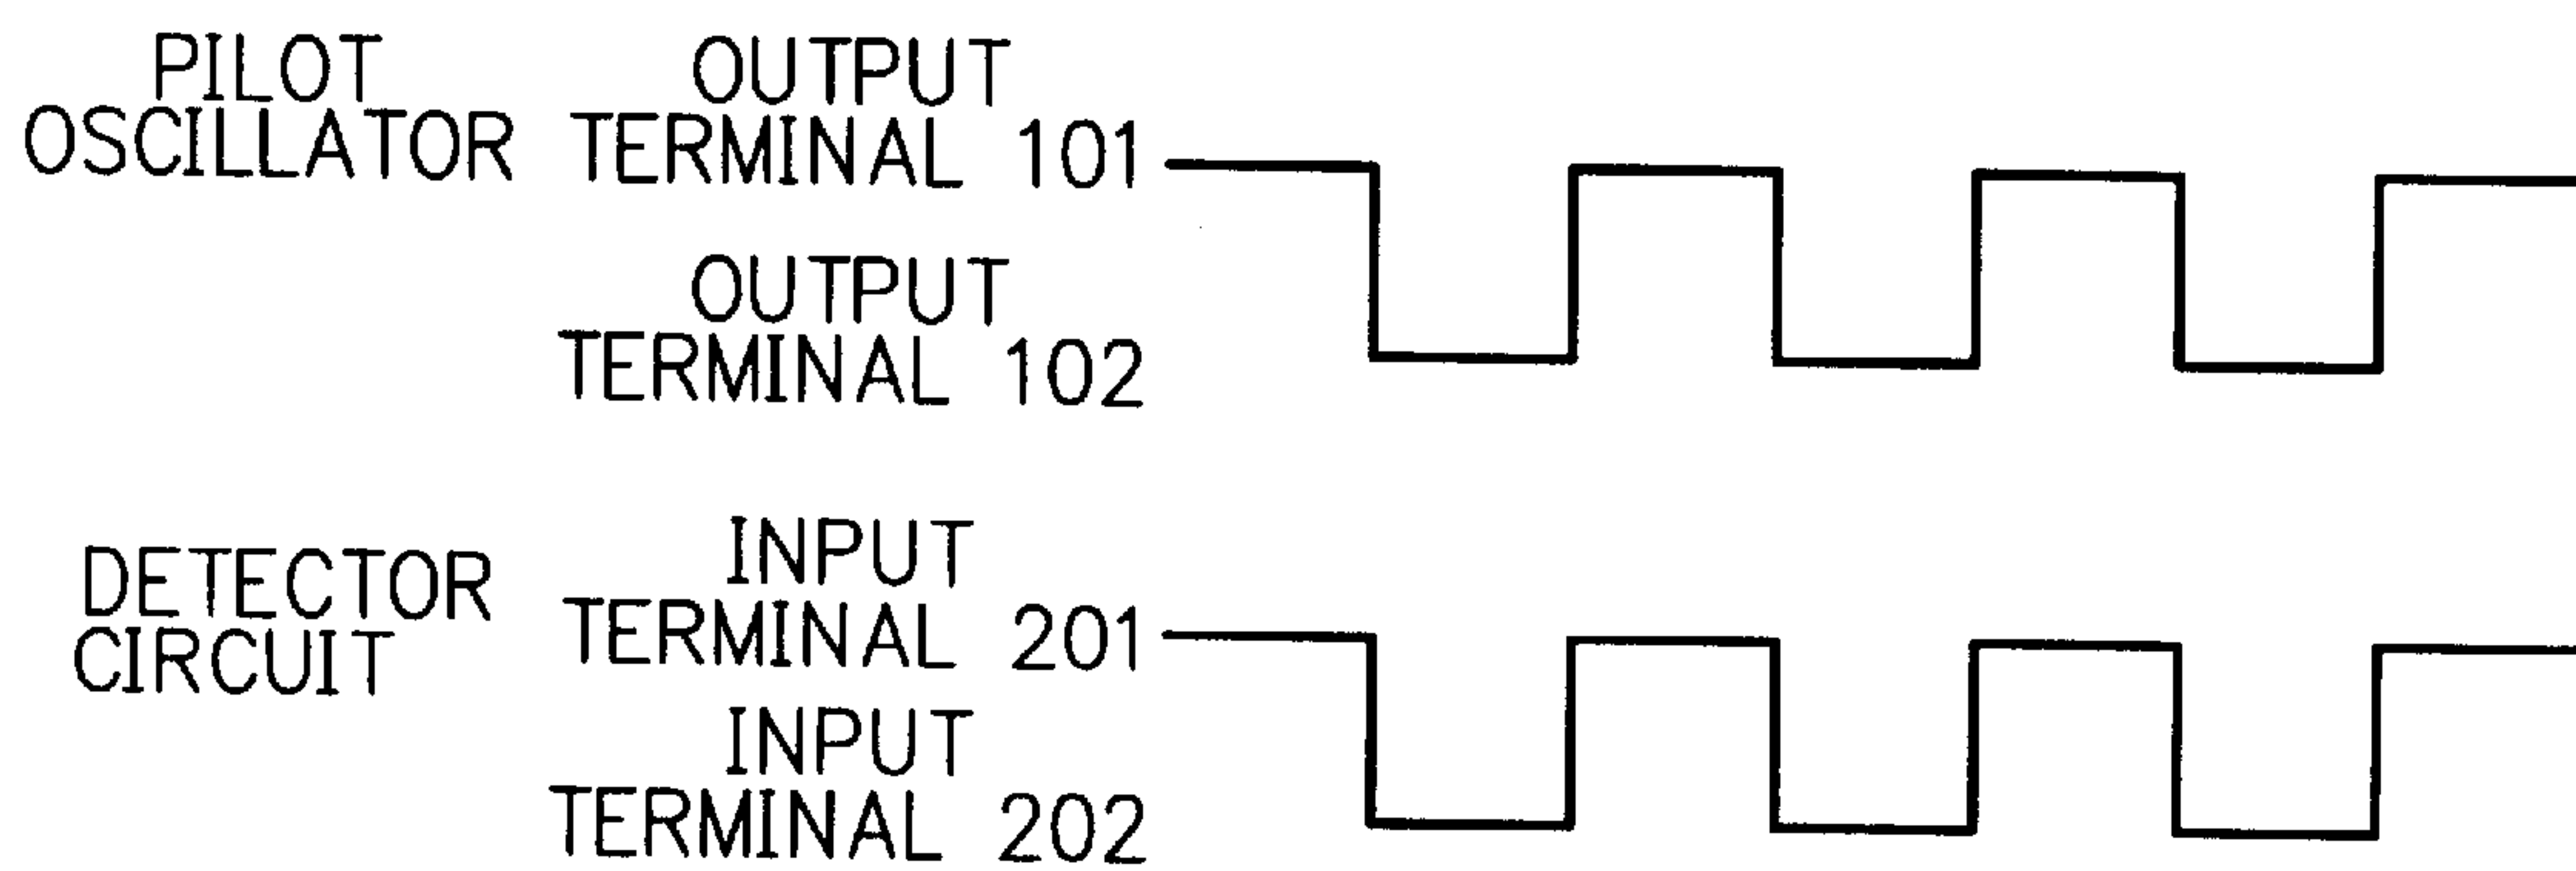 PILOT
OSCILLATOR
OUTPUT
TERMINAL 101
OUTPUT
TERMINAL 102
DETECTOR
CIRCUIT
INPUT
TERMINAL 201
INPUT
TERMINAL 202